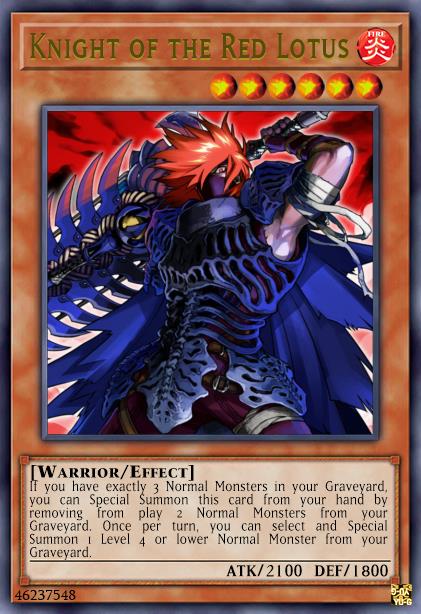 Knight of the Red Lotus
FIRE
炎
[Warrior/Effect]
If you have exactly 3 Normal Monsters in your Graveyard,
you can Special Summon this card from your hand by
removing from play 2 Normal Monsters from your
Graveyard. Once per turn, you can select and Special
Summon 1 Level 4 or lower Normal Monster from your
Graveyard.
ATK/2100 DEF/1800
46237548